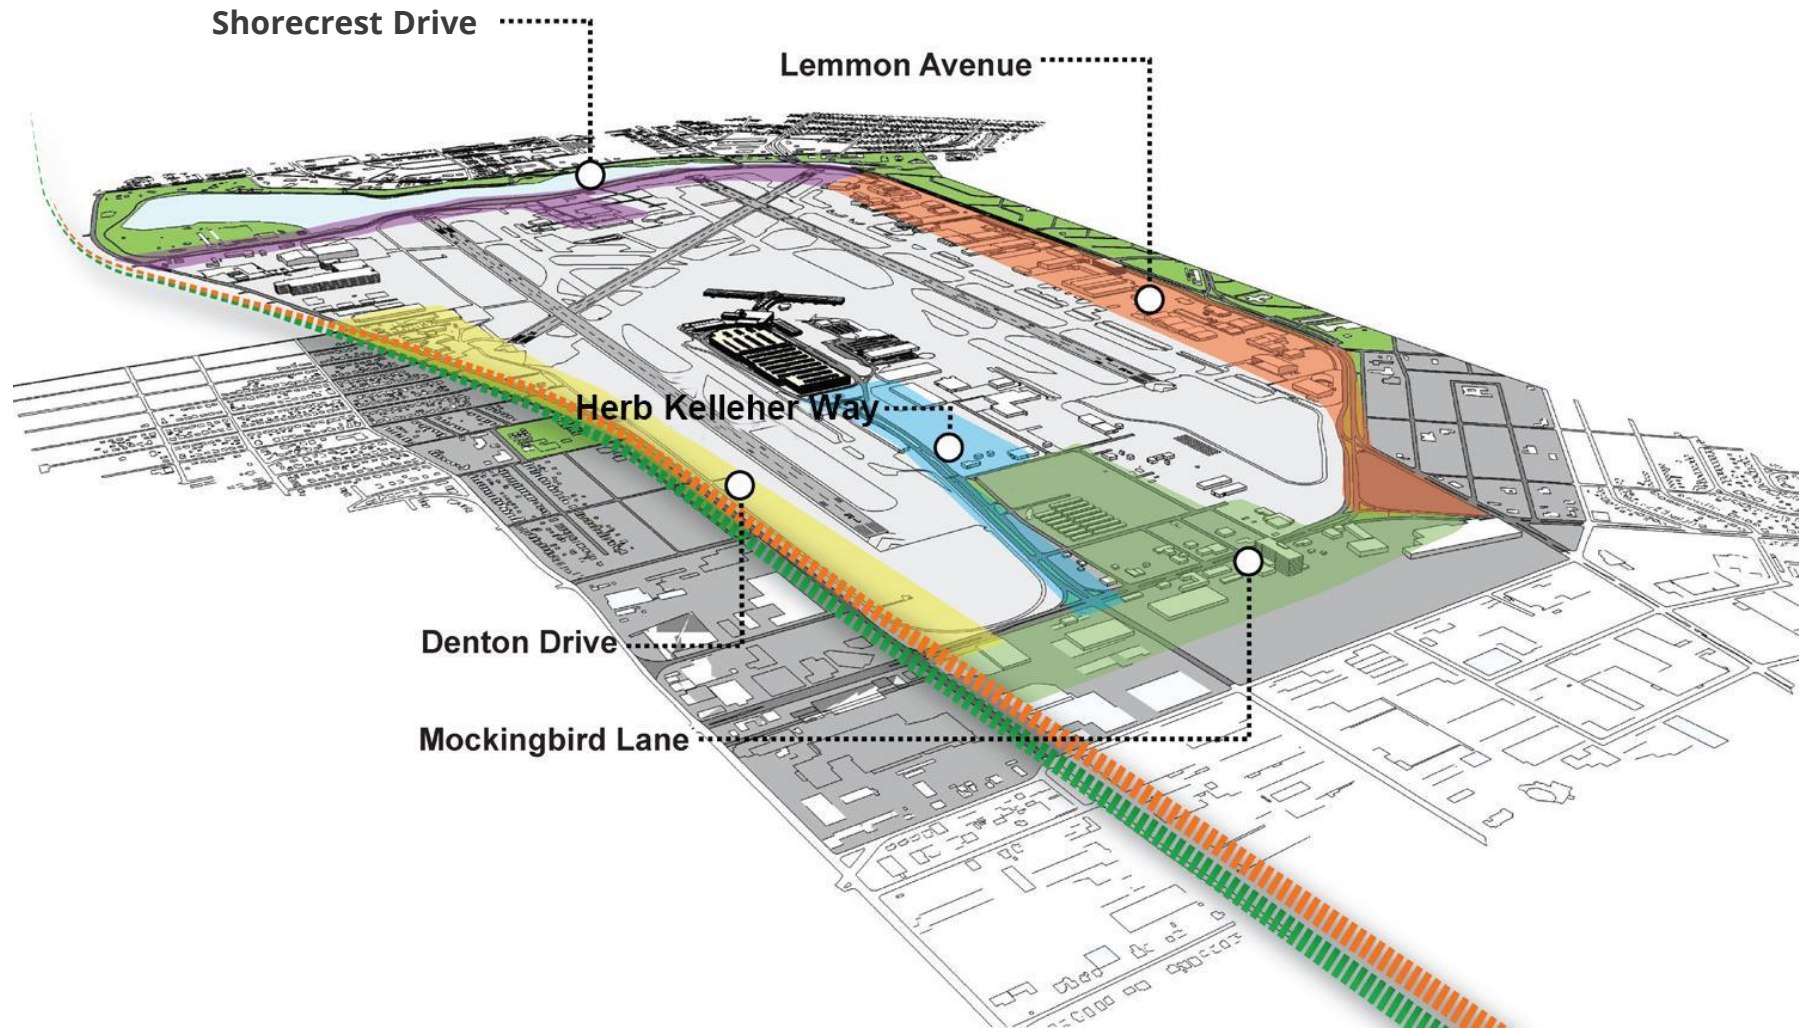 Shorecrest Drive
Lemmon Avenue
Herb Kelleher Way
Denton Drive
Mockingbird Lane